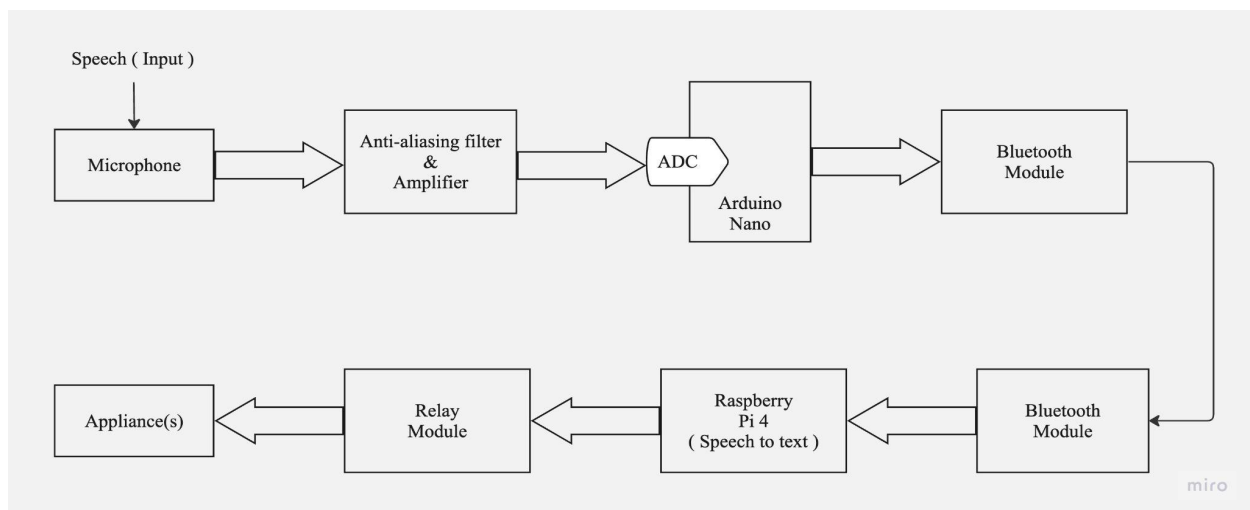 Speech ( Input )
Microphone
Anti-aliasing filter
&
Amplifier
ADC
Arduino
Nano
Bluetooth
Module
Appliance(s)
Relay
Module
Raspberry
Pi 4
( Speech to text )
Bluetooth
Module
miro